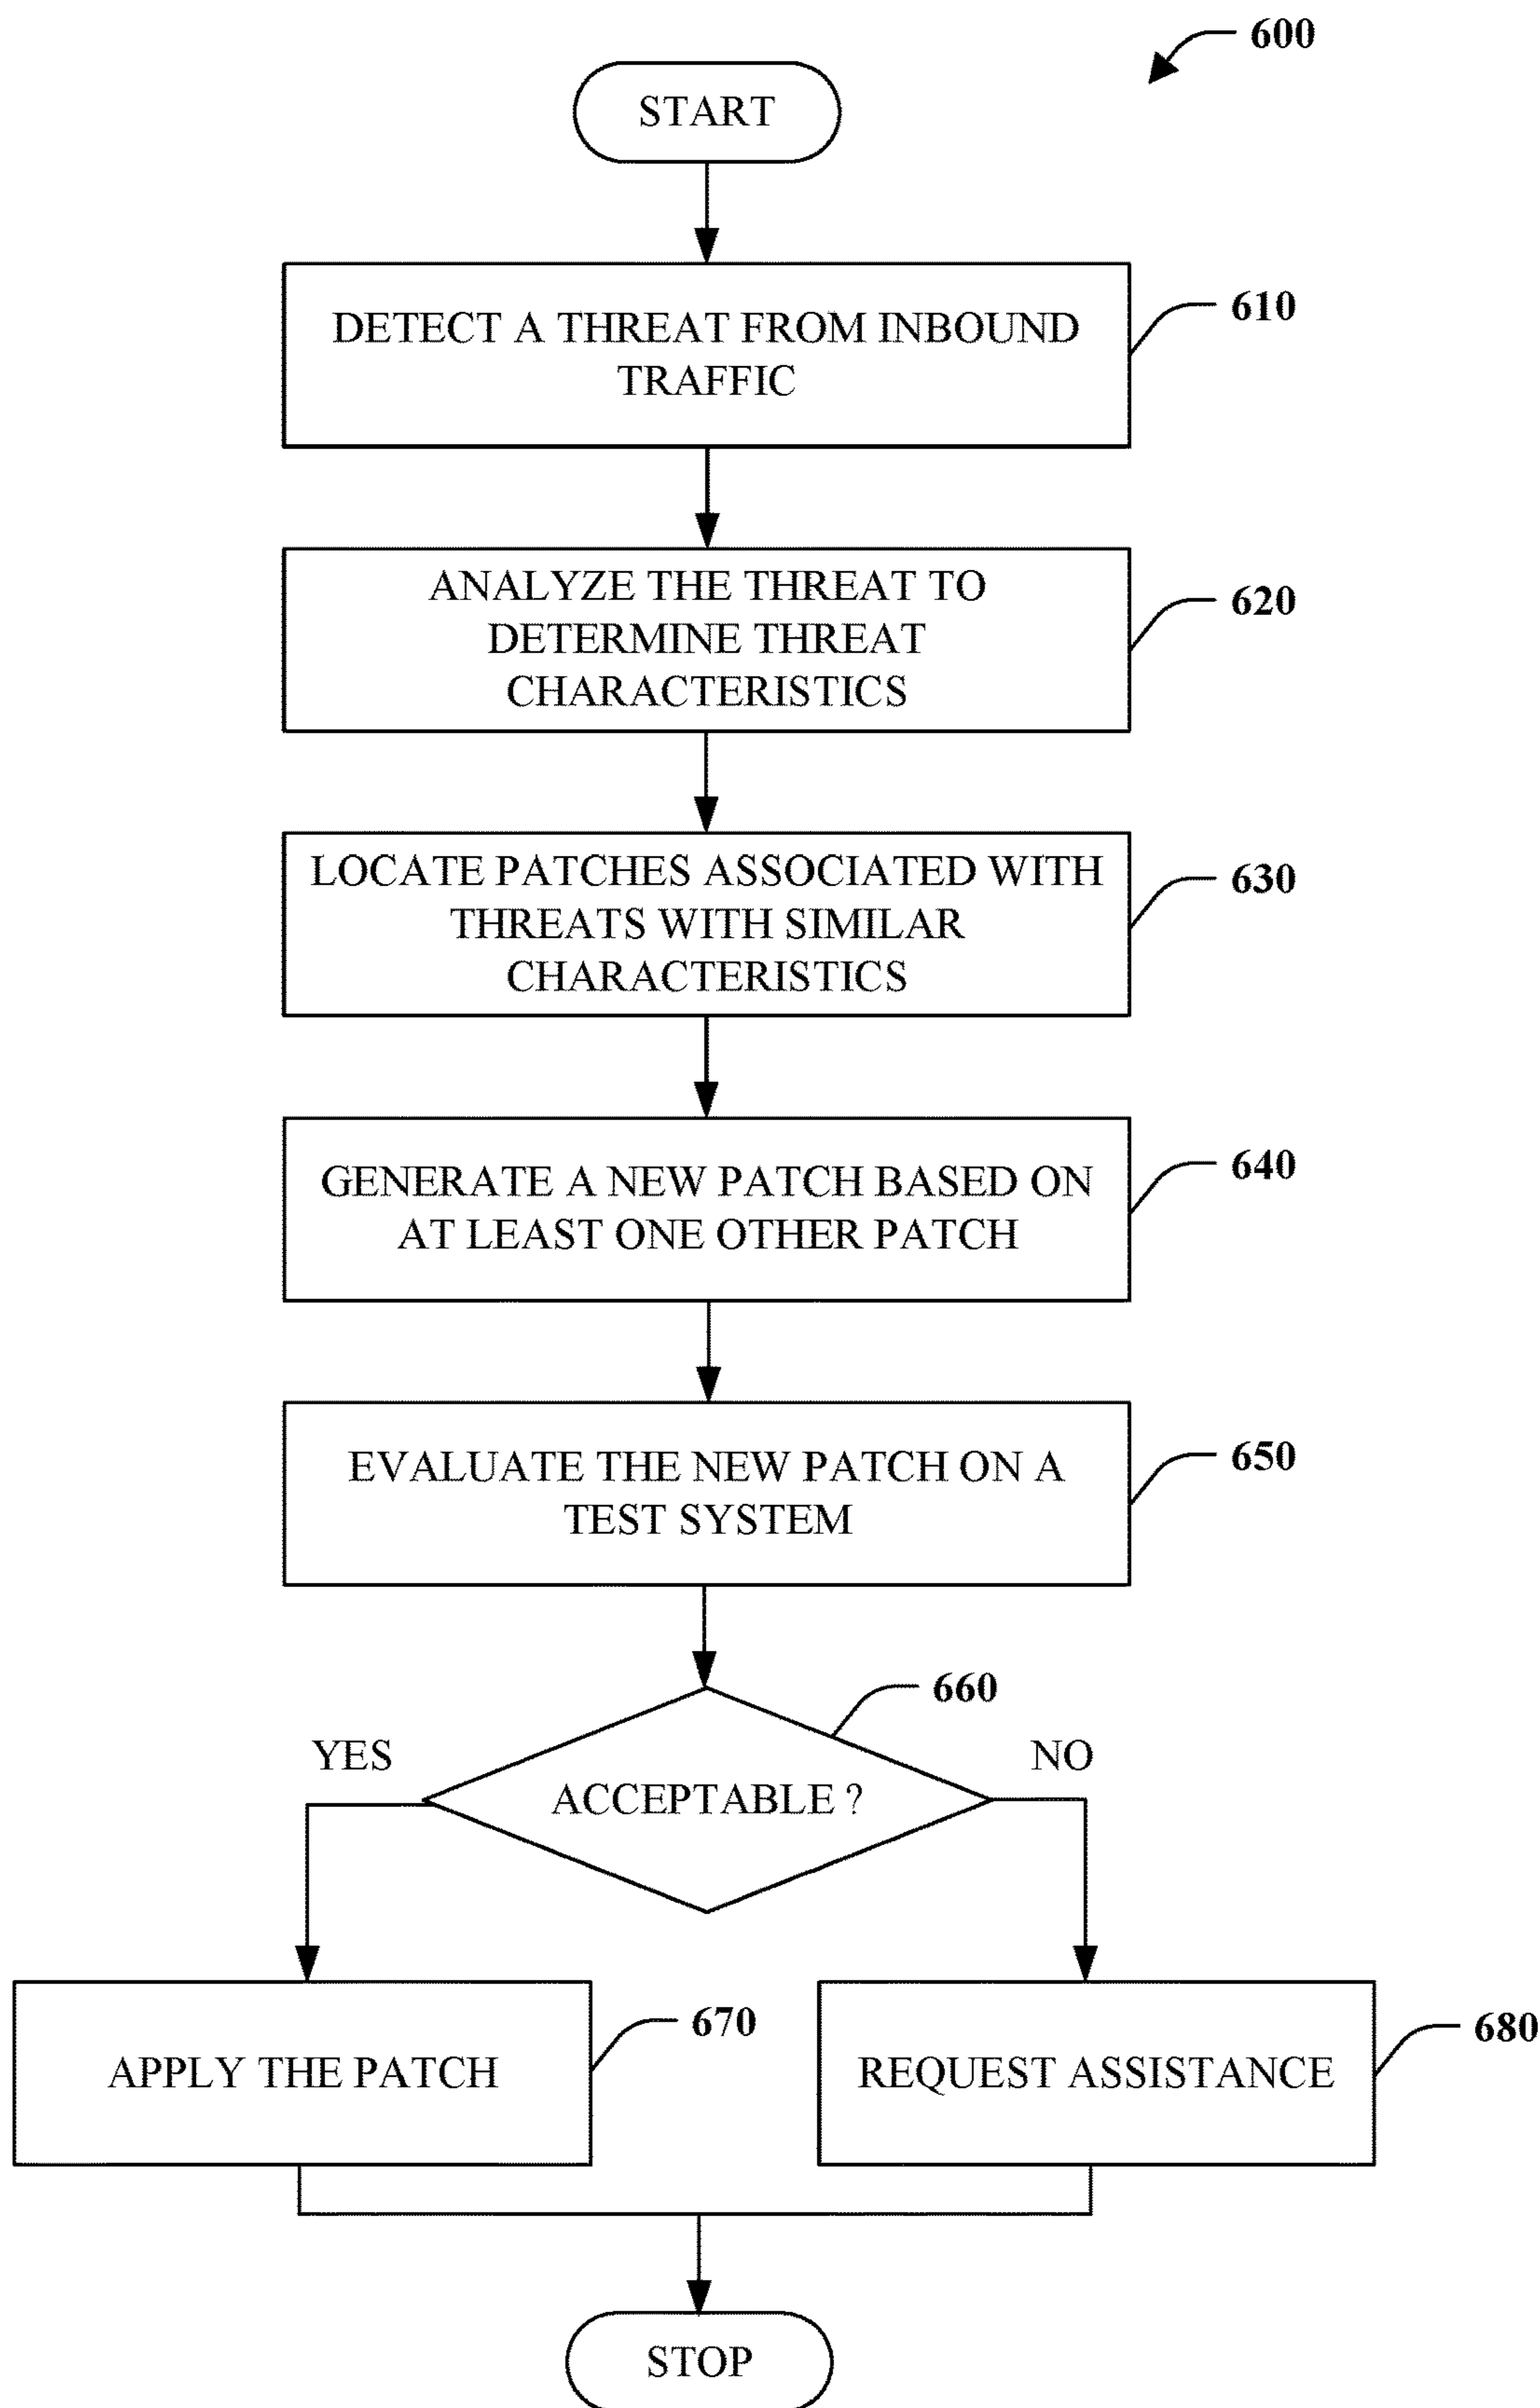 600
START
DETECT A THREAT FROM INBOUND
TRAFFIC
610
ANALYZE THE THREAT TO
DETERMINE THREAT
CHARACTERISTICS
620
LOCATE PATCHES ASSOCIATED WITH
THREATS WITH SIMILAR
CHARACTERISTICS
630
GENERATE A NEW PATCH BASED ON
AT LEAST ONE OTHER PATCH
640
EVALUATE THE NEW PATCH ON A
TEST SYSTEM
650
660
YES
NO
ACCEPTABLE ?
APPLY THE PATCH
670
REQUEST ASSISTANCE
680
STOP